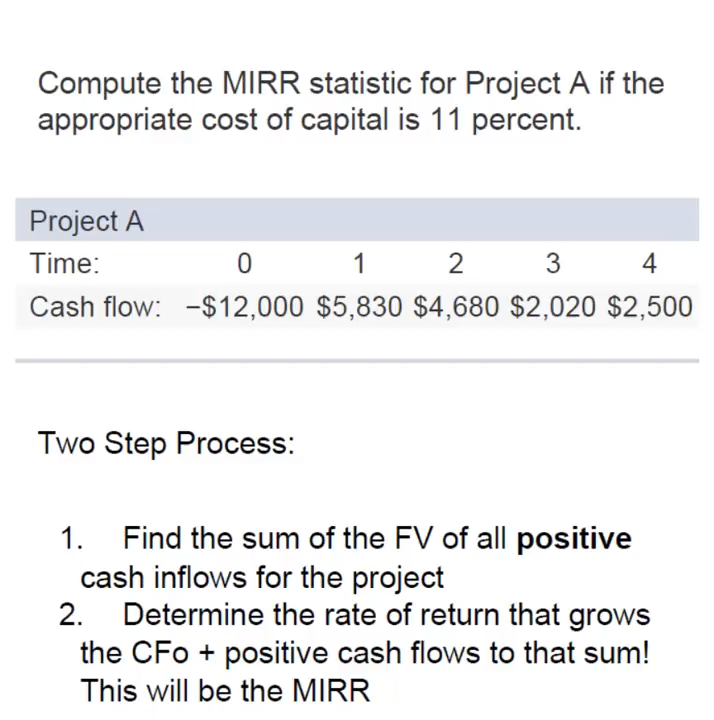 Compute the MIRR statistic for Project A if the
appropriate cost of capital is 11 percent.
Project A
Time: 0 1 2 3 4
Cash flow: −$12,000 $5,830 $4,680 $2,020 $2,500
Two Step Process:
1. Find the sum of the FV of all positive
cash inflows for the project
2. Determine the rate of return that grows
the CFo + positive cash flows to that sum!
This will be the MIRR